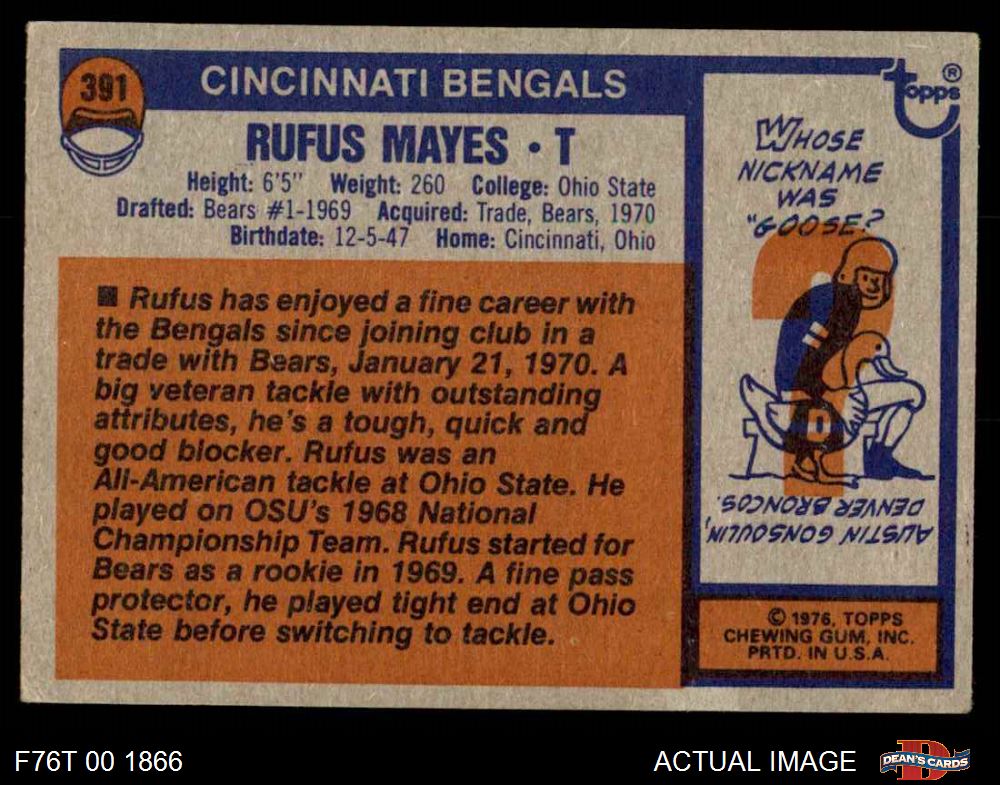 391
CINCINNATI BENGALS
RUFUS MAYES • T
Height: 6'5" Weight: 260 College: Ohio State
Drafted: Bears #1-1969 Acquired: Trade, Bears, 1970
Birthdate: 12-5-47 Home: Cincinnati, Ohio
■ Rufus has enjoyed a fine career with
the Bengals since joining club in a
trade with Bears, January 21, 1970. A
big veteran tackle with outstanding
attributes, he's a tough, quick and
good blocker. Rufus was an
All-American tackle at Ohio State. He
played on OSU's 1968 National
Championship Team. Rufus started for
Bears as a rookie in 1969. A fine pass
protector, he played tight end at Ohio
State before switching to tackle.
Topps ®
WHOSE
NICKNAME
WAS
"GOOSE?
?
D
AUSTIN GONSOULIN,
DENVER BRONCOS.
© 1976, TOPPS
CHEWING GUM, INC.
PRTD. IN U.S.A.
F76T 00 1866
ACTUAL IMAGE
D
DEAN'S CARDS